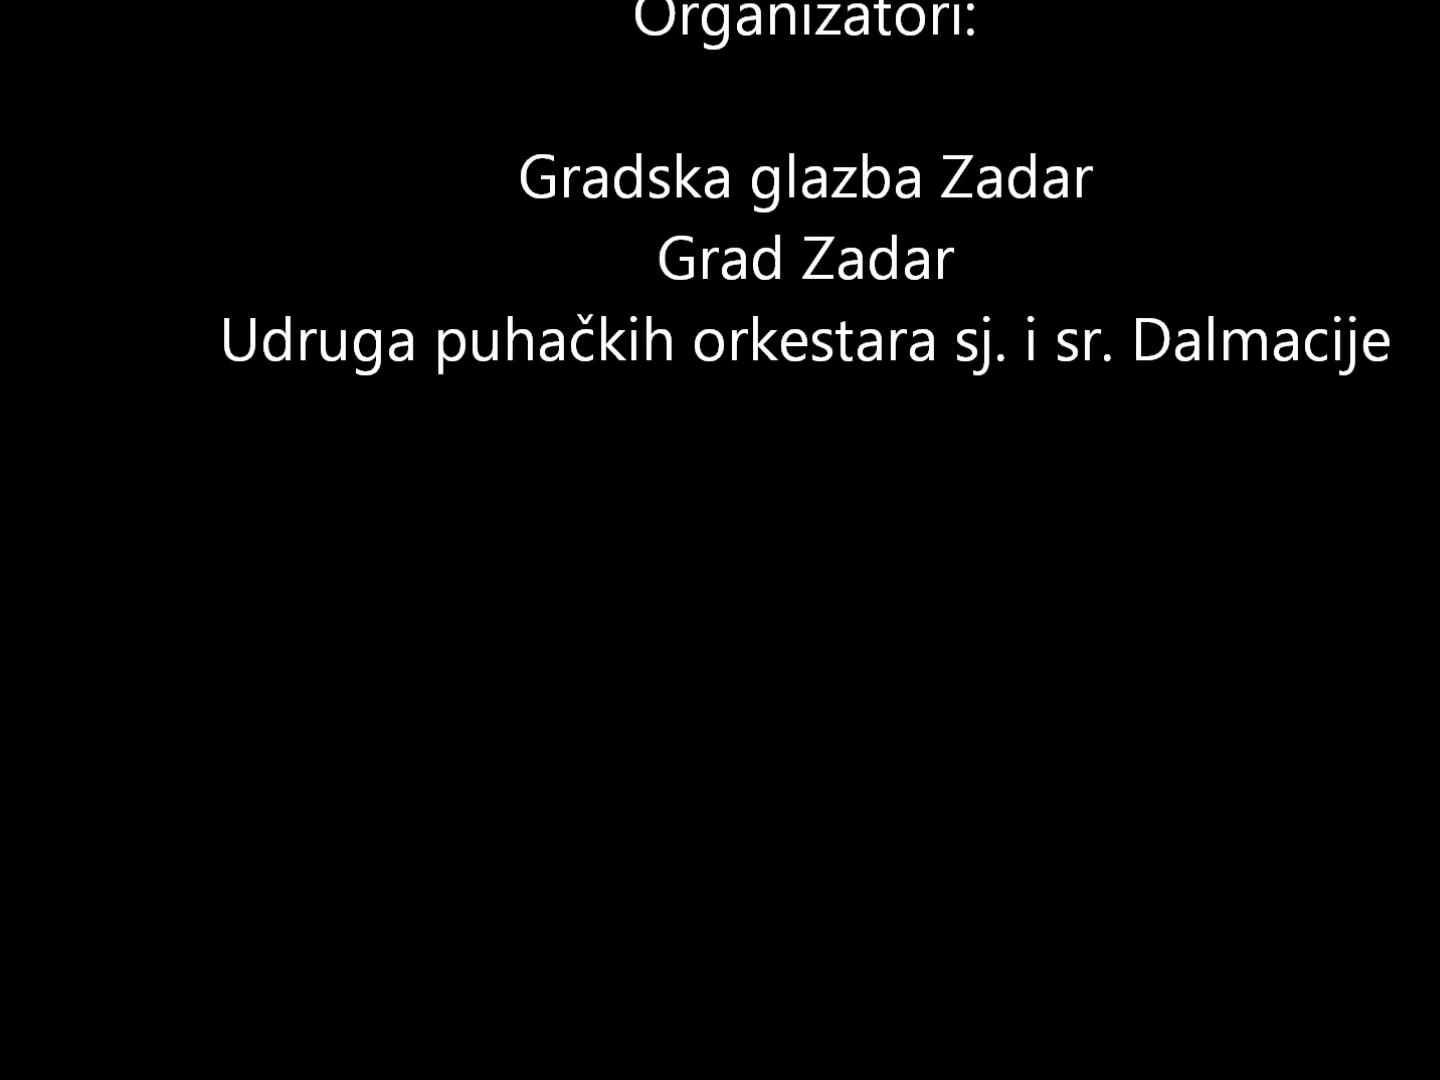 Organizatori:
Gradska glazba Zadar
Grad Zadar
Udruga puhačkih orkestara sj. i sr. Dalmacije